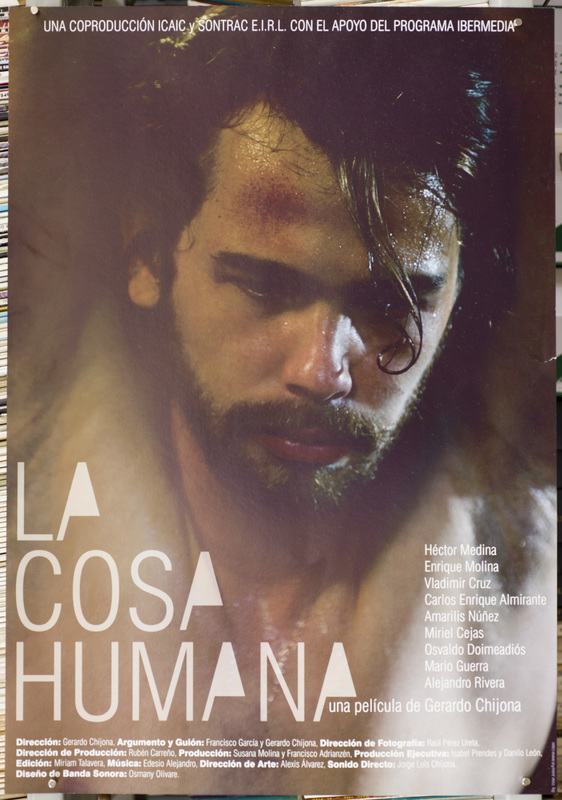 UNA COPRODUCCIÓN ICAIC y SONTRAC E.I.R.L. CON EL APOYO DEL PROGRAMA IBERMEDIA
LA
COSA
HUMANA
Héctor Medina
Enrique Molina
Vladimir Cruz
Carlos Enrique Almirante
Amarilis Núñez
Miriel Cejas
Osvaldo Doimeadiós
Mario Guerra
Alejandro Rivera
una película de Gerardo Chijona
Dirección: Gerardo Chijona, Argumento y Guión: Francisco García y Gerardo Chijona, Dirección de Fotografía: Raúl Pérez Ureta,
Dirección de Producción: Rubén Carreño, Producción: Susana Molina y Francisco Adrianzén, Producción Ejecutiva: Isabel Prendes y Danilo León,
Edición: Miriam Talavera, Música: Edesio Alejandro, Dirección de Arte: Alexis Álvarez, Sonido Directo: Jorge Luis Chijona,
Diseño de Banda Sonora: Osmany Olivare.